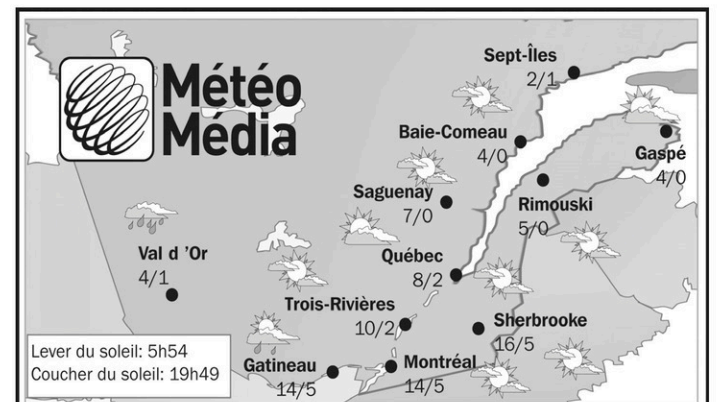 Météo
Média
Sept-Îles
2/1
Baie-Comeau
4/0
Gaspé
4/0
Saguenay
7/0
Rimouski
5/0
Val d 'Or
4/1
Québec
8/2
Trois-Rivières
10/2
Sherbrooke
16/5
Lever du soleil: 5h54
Coucher du soleil: 19h49
Gatineau
14/5
Montréal
14/5